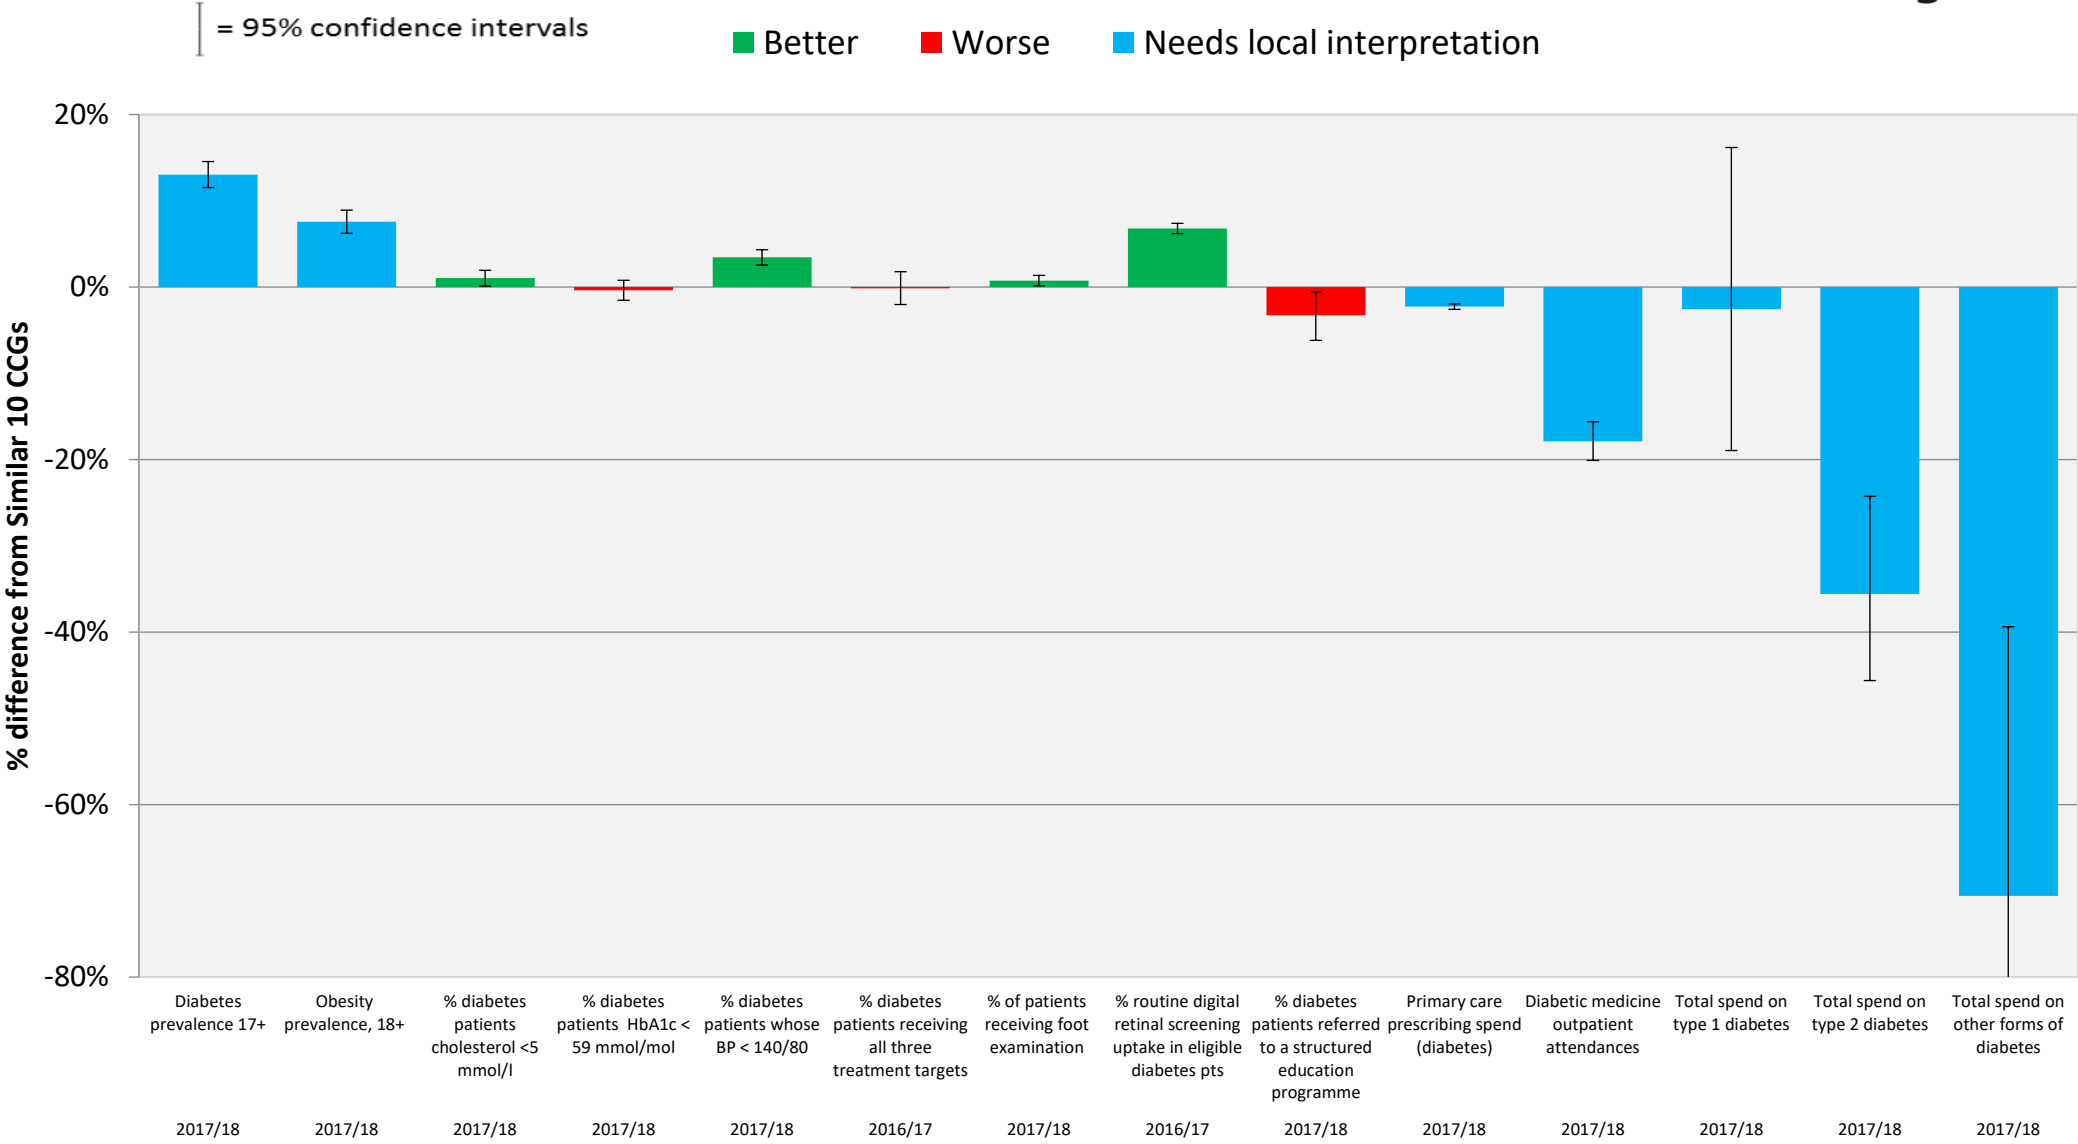 = 95% confidence intervals
Better
Worse
Needs local interpretation
20%
0%
-20%
-40%
-60%
-80%
% difference from Similar 10 CCGs
Diabetes
prevalence 17+
2017/18
Obesity
prevalence, 18+
2017/18
% diabetes
patients
cholesterol <5
mmol/l
2017/18
% diabetes
patients HbA1c <
59 mmol/mol
2017/18
% diabetes
patients whose
BP < 140/80
2017/18
% diabetes
patients receiving
all three
treatment targets
2016/17
% of patients
receiving foot
examination
2017/18
% routine digital
retinal screening
uptake in eligible
diabetes pts
2016/17
% diabetes
patients referred
to a structured
education
programme
2017/18
Primary care
prescribing spend
(diabetes)
2017/18
Diabetic medicine
outpatient
attendances
2017/18
Total spend on
type 1 diabetes
2017/18
Total spend on
type 2 diabetes
2017/18
Total spend on
other forms of
diabetes
2017/18